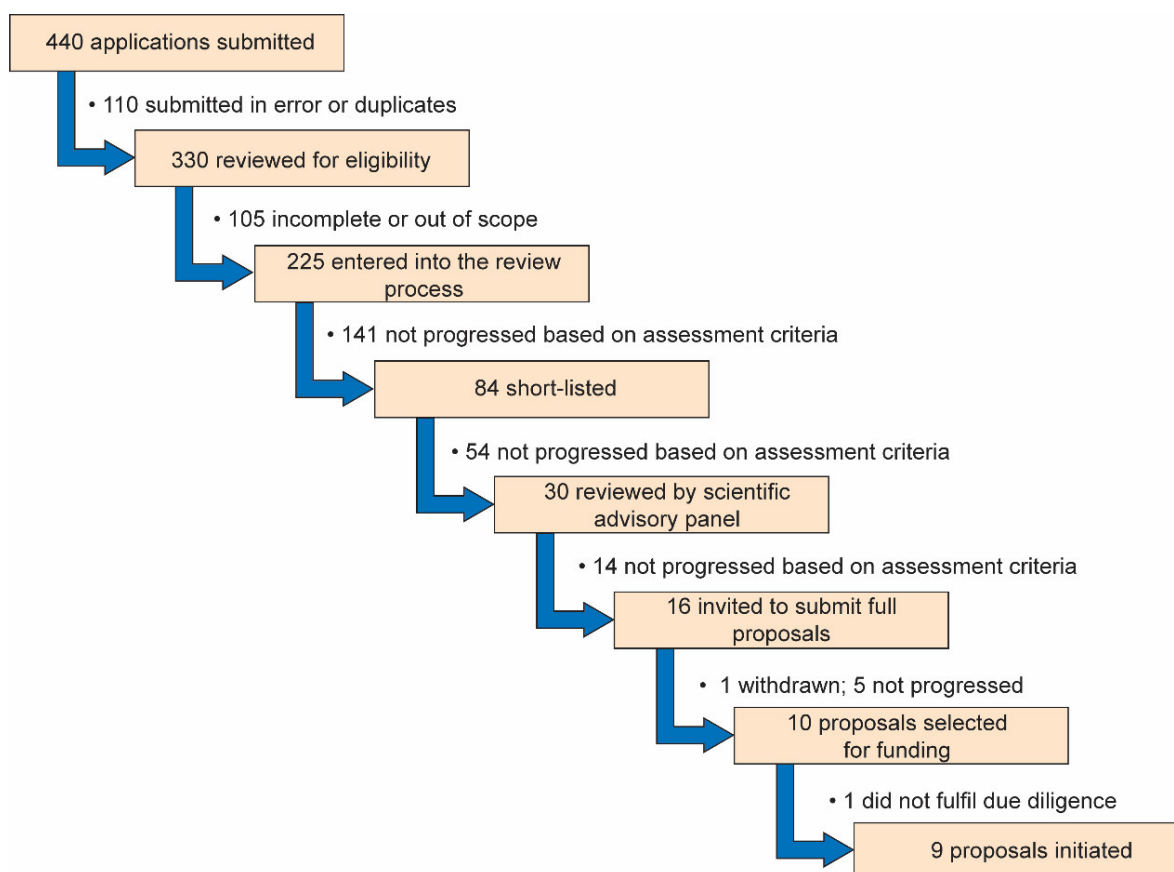 440 applications submitted
• 110 submitted in error or duplicates
330 reviewed for eligibility
• 105 incomplete or out of scope
225 entered into the review
process
• 141 not progressed based on assessment criteria
84 short-listed
• 54 not progressed based on assessment criteria
30 reviewed by scientific
advisory panel
• 14 not progressed based on assessment criteria
16 invited to submit full
proposals
• 1 withdrawn; 5 not progressed
10 proposals selected
for funding
• 1 did not fulfil due diligence
9 proposals initiated